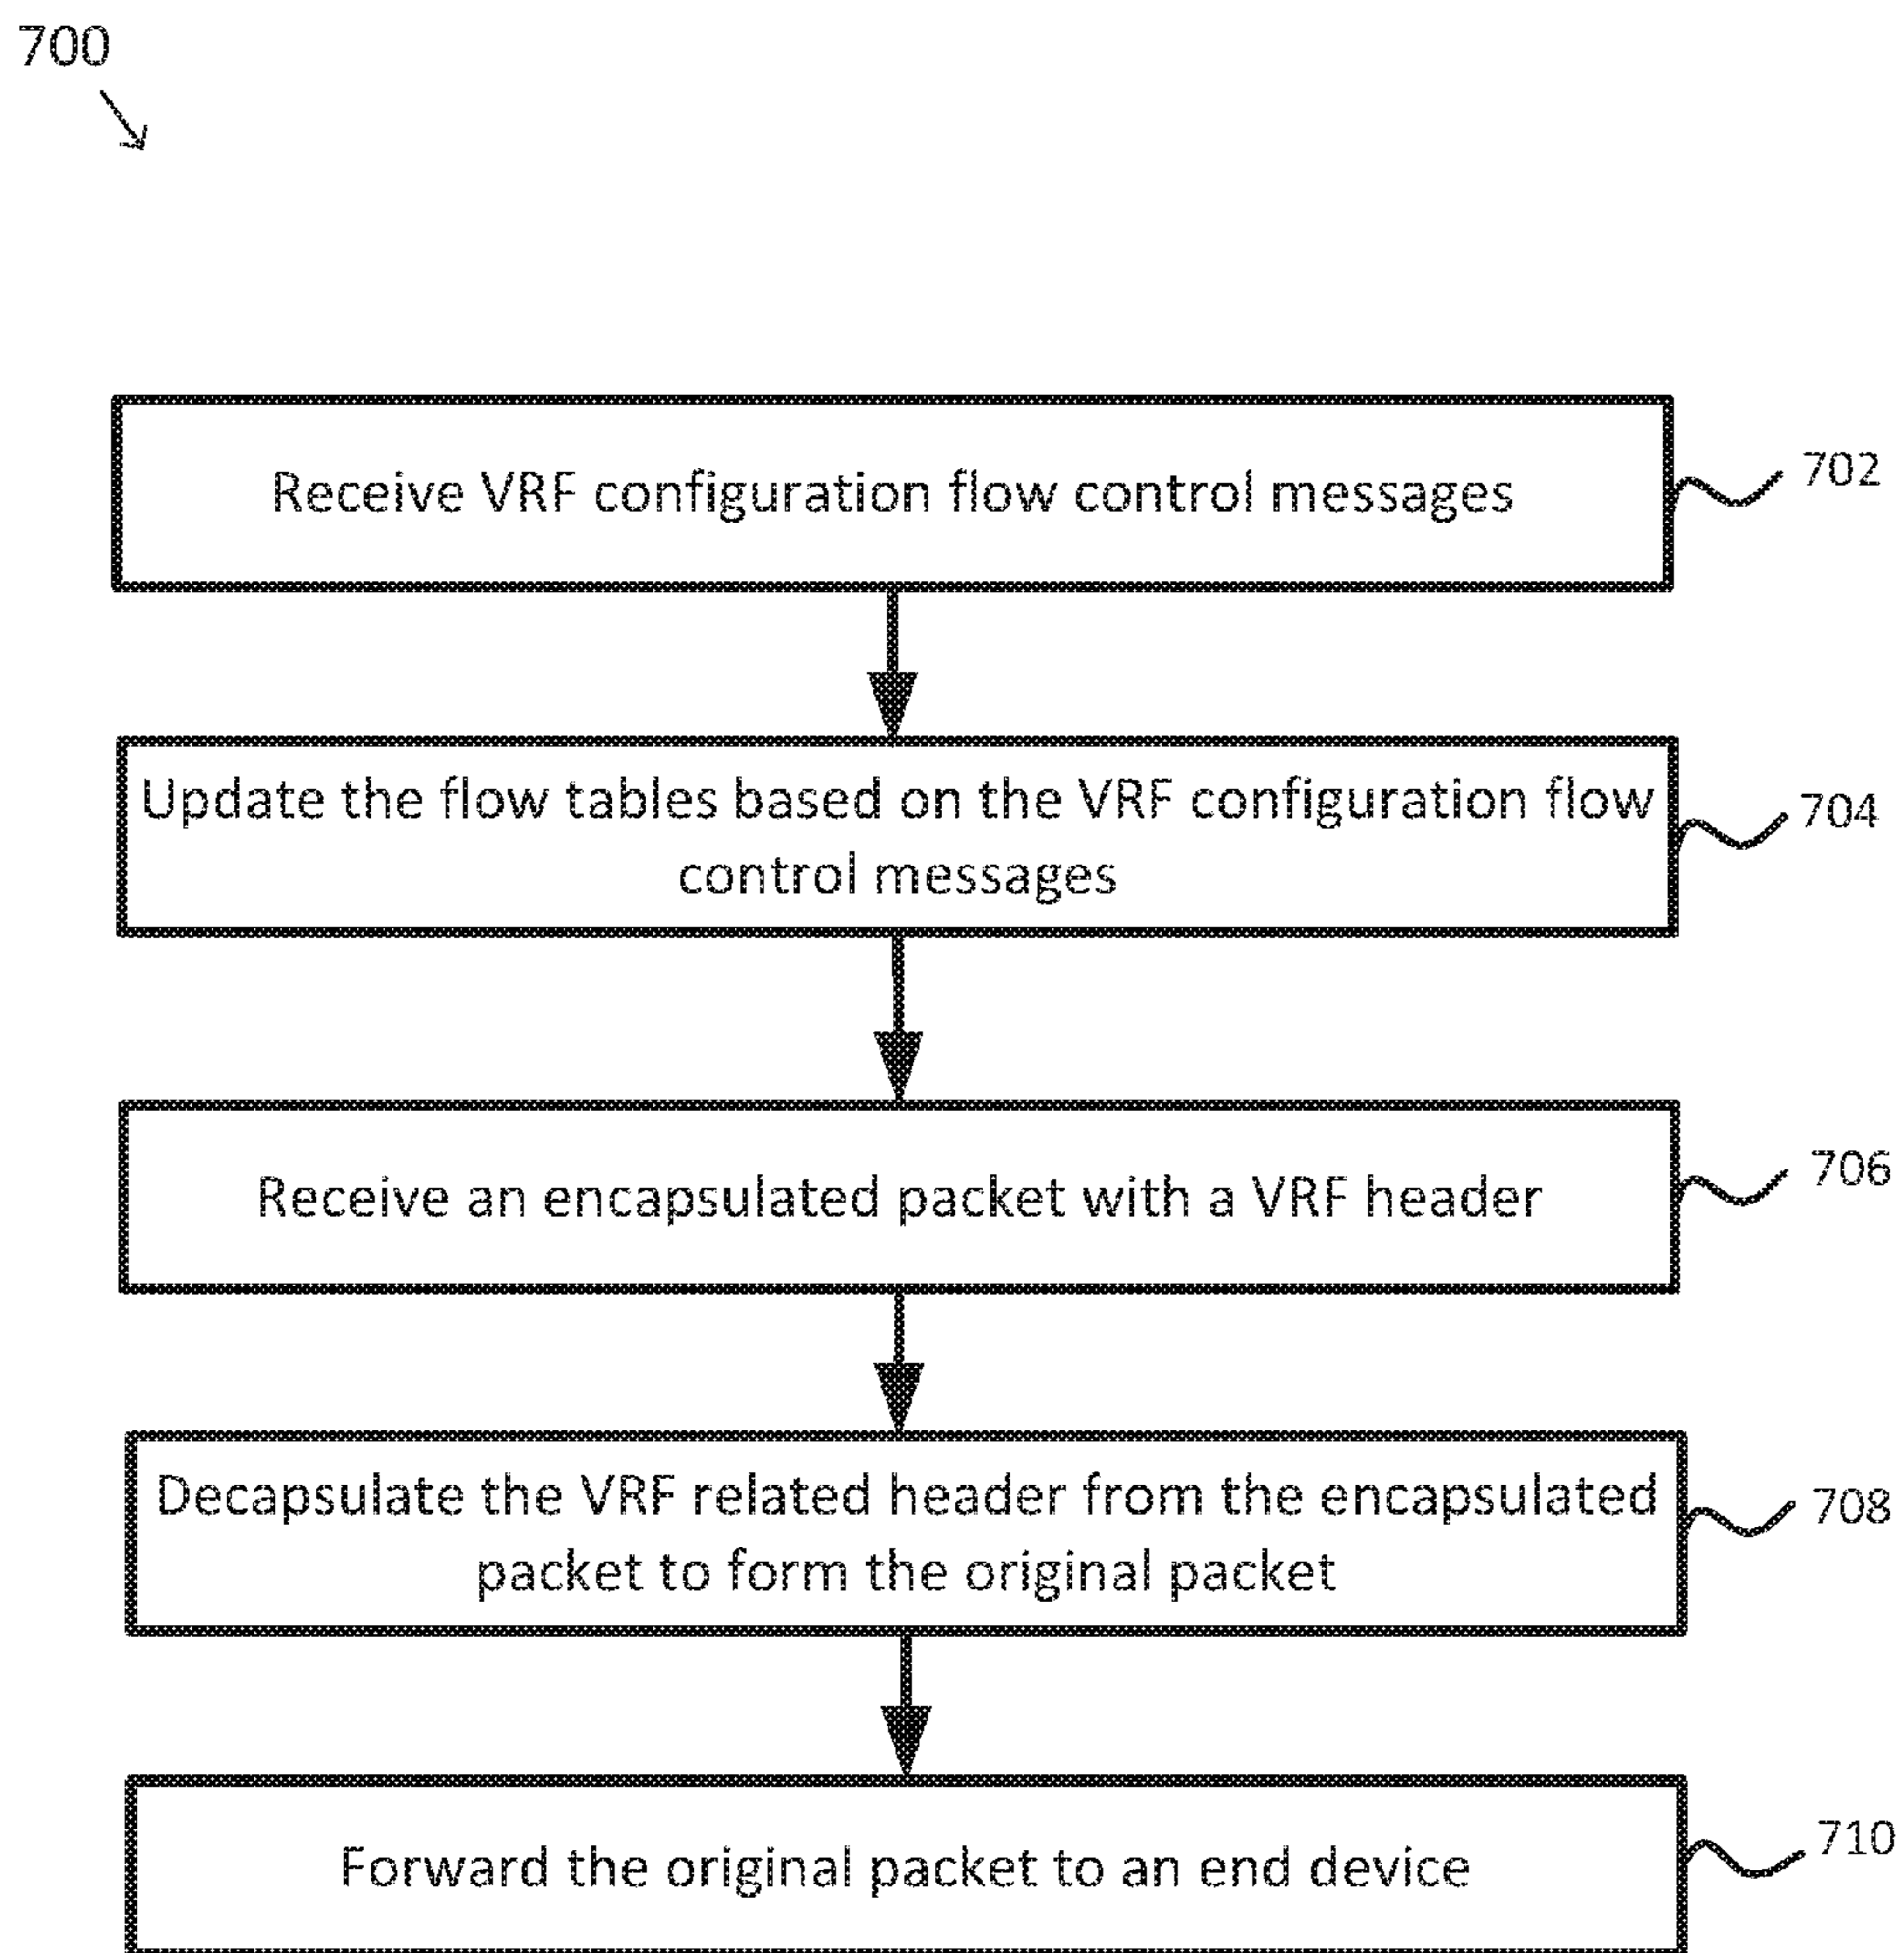 700
Receive VRF configuration flow control messages
702
Update the flow tables based on the VRF configuration flow
control messages
704
Receive an encapsulated packet with a VRF header
706
Decapsulate the VRF related header from the encapsulated
packet to form the original packet
708
Forward the original packet to an end device
710